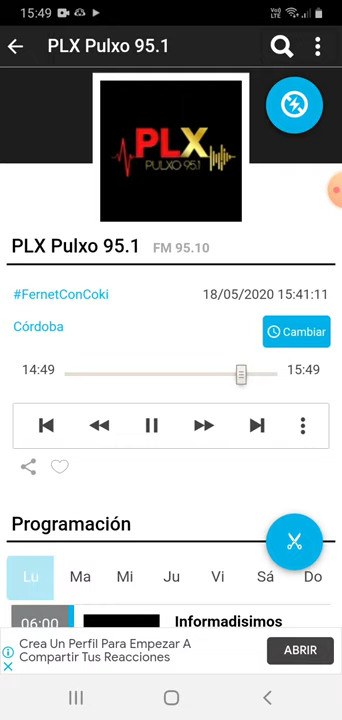 15:49
Vo)) LTE
PLX Pulxo 95.1
PLX
PULXO 95.1
PLX Pulxo 95.1 FM 95.10
#FernetConCoki 18/05/2020 15:41:11
Córdoba Cambiar
14:49 15:49
Programación
Lu Ma Mi Ju Vi Sá Do
06:00 Informadisimos
Crea Un Perfil Para Empezar A
Compartir Tus Reacciones
ABRIR